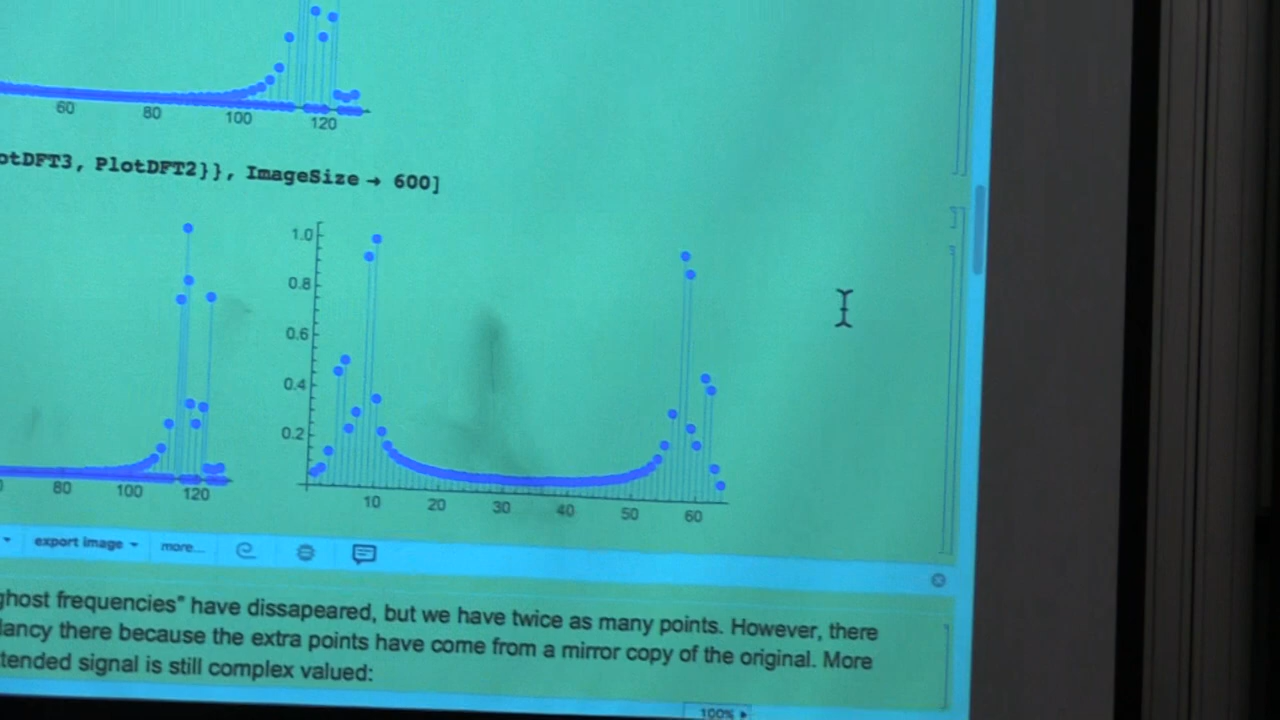 60 80 100 120
otDFT3, PlotDFT2}}, ImageSize → 600]
1.0
0.8
0.6
0.4
0.2
80 100 120
10 20 30 40 50 60
export image more...
ghost frequencies" have dissapeared, but we have twice as many points. However, there
lancy there because the extra points have come from a mirror copy of the original. More
tended signal is still complex valued:
100%